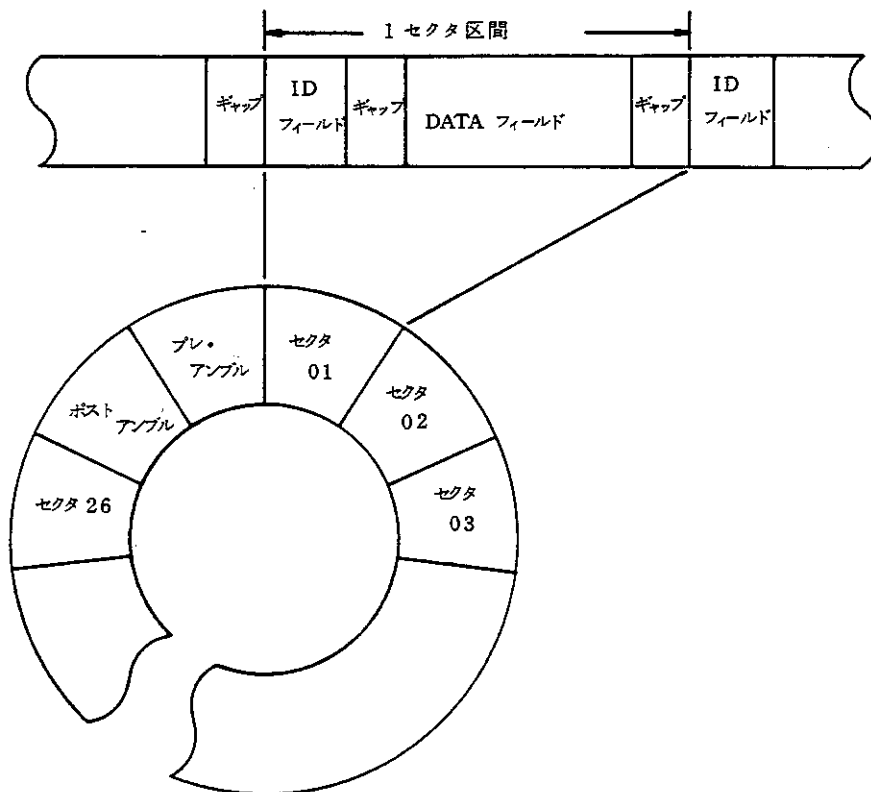 1 セクタ区間
ギャップ
ID
フィールド
ギャップ
DATA フィールド
ギャップ
ID
フィールド
プレ・
アンブル
セクタ
01
セクタ
02
セクタ
03
ポスト
アンブル
セクタ 26